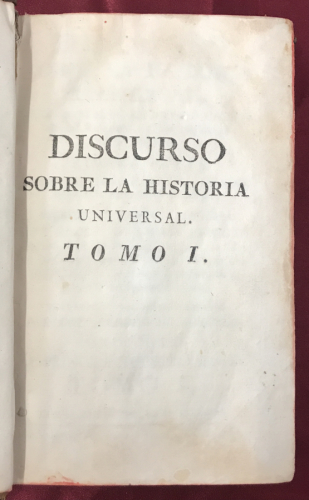 DISCURSO
SOBRE LA HISTORIA
UNIVERSAL.
TOMO I.